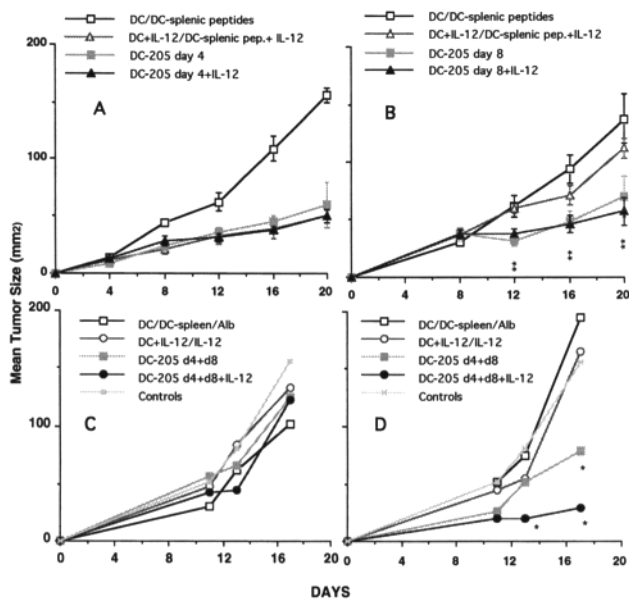 DC/DC-splenic peptides
DC+IL-12/DC-splenic pep.+ IL-12
DC-205 day 4
DC-205 day 4+IL-12
A
200
100
0
0 4 8 12 16 20
DC/DC-splenic peptides
DC+IL-12/DC-splenic pep.+IL-12
DC-205 day 8
DC-205 day 8+IL-12
B
0 4 8 12 16 20
‡ ‡ ‡
Mean Tumor Size (mm2)
DC/DC-spleen/Alb
DC+IL-12/IL-12
DC-205 d4+d8
DC-205 d4+d8+IL-12
Controls
C
200
100
0
0 4 8 12 16 20
DC/DC-spleen/Alb
DC+IL-12/IL-12
DC-205 d4+d8
DC-205 d4+d8+IL-12
Controls
D
* * *
0 4 8 12 16 20
DAYS